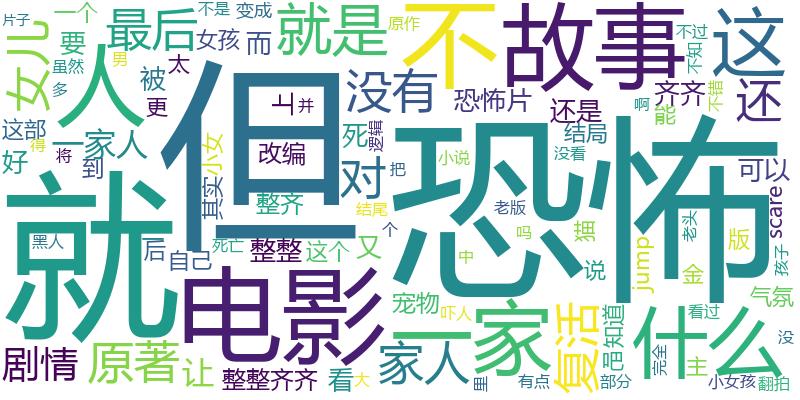 片子
一个
不是
变成
原作
最后
就是
不
故事
这
女儿
要
女孩
而
不过
虽然
人
男
不知
多
被
太
没有
恐怖片
齐齐
还
但
更
上
并
还是
啊
能
不错
这部
得
一家人
死
逻辑
结局
好
将
到
改编
对
小说
没看
可以
恐怖
小女
把
其实
整齐
结尾
个
老版
scare
就
黑人
后
死亡
整整
这个
又
中
吗
猫
老头
版
自己
电影
说
jump
金
孩子
宠物
吓人
一家
复活
已知道
什么
气氛
看过
没
剧情
原著
让
整整齐齐
看
大
家人
里
有点
部分
完全
主
小女孩
翻拍